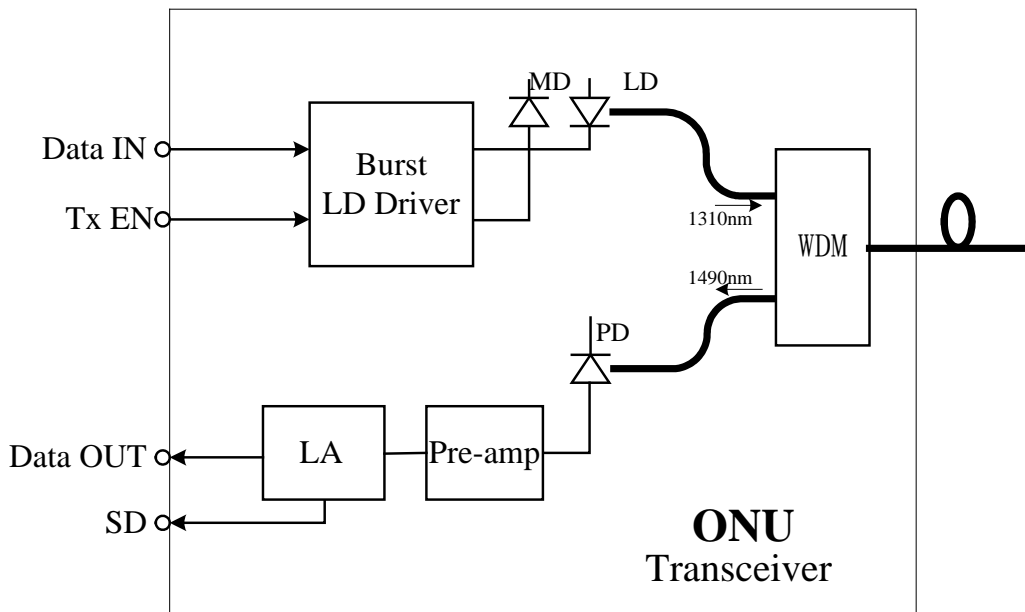 MD
LD
Data IN
Burst
LD Driver
Tx EN
1310nm
WDM
1490nm
PD
Data OUT
LA
Pre-amp
SD
ONU
Transceiver